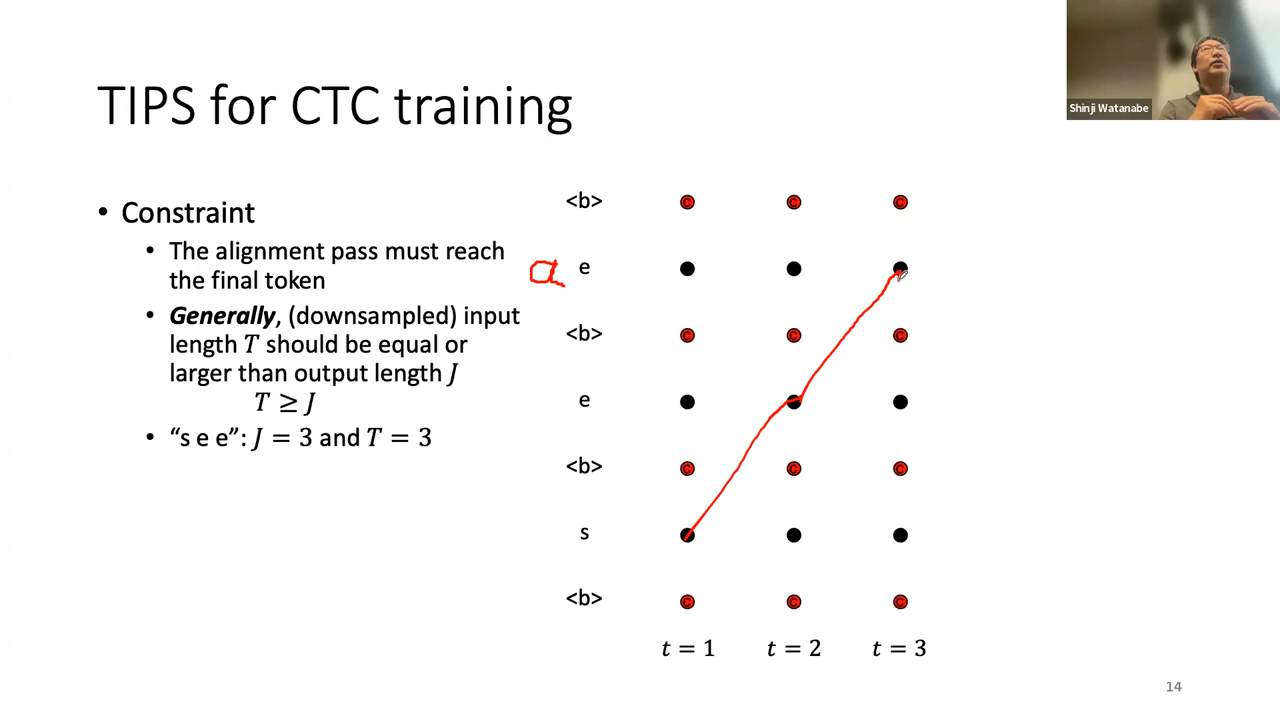 Shinji Watanabe
TIPS for CTC training
• Constraint
• The alignment pass must reach
the final token
• Generally, (downsampled) input
length T should be equal or
larger than output length J
T ≥ J
• “s e e”: J = 3 and T = 3
<b>
a e
<b>
e
<b>
s
<b>
t = 1 t = 2 t = 3
14